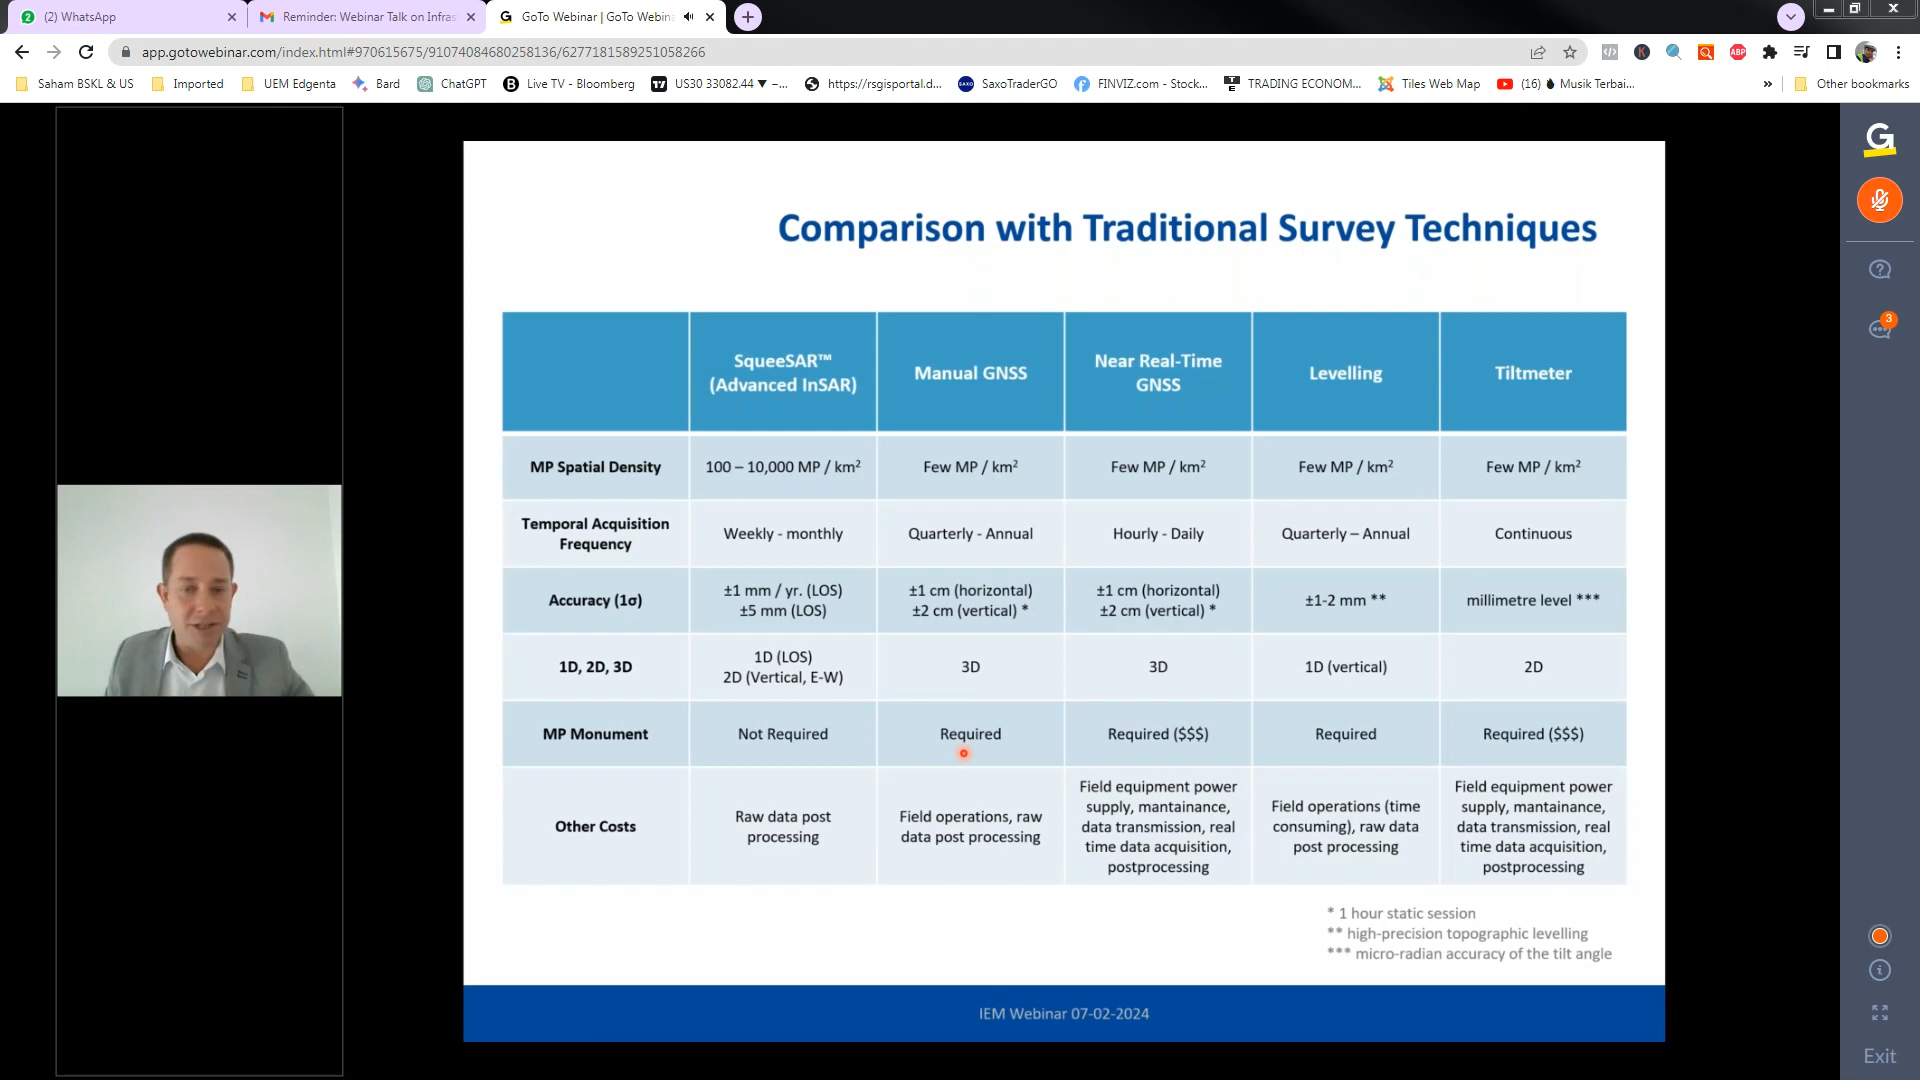 2
(2) WhatsApp
Reminder: Webinar Talk on Infras
GoTo Webinar | GoTo Webina
app.gotowebinar.com/index.html#970615675/91074084680258136/6277181589251058266
Saham BSKL & US
Imported
UEM Edgenta
Bard
ChatGPT
Live TV - Bloomberg
US30 33082.44 ▼ –...
https://rsgisportal.d...
SaxoTraderGO
FINVIZ.com - Stock...
TRADING ECONOM...
Tiles Web Map
(16) Musik Terbai...
»
Other bookmarks
ABP
K
G
3
Comparison with Traditional Survey Techniques
SqueeSAR™
(Advanced InSAR)
Manual GNSS
Near Real-Time
GNSS
Levelling
Tiltmeter
MP Spatial Density
100 – 10,000 MP / km²
Few MP / km²
Few MP / km²
Few MP / km²
Few MP / km²
Temporal Acquisition
Frequency
Weekly - monthly
Quarterly - Annual
Hourly - Daily
Quarterly – Annual
Continuous
Accuracy (1σ)
±1 mm / yr. (LOS)
±5 mm (LOS)
±1 cm (horizontal)
±2 cm (vertical) *
±1 cm (horizontal)
±2 cm (vertical) *
±1-2 mm **
millimetre level ***
1D, 2D, 3D
1D (LOS)
2D (Vertical, E-W)
3D
3D
1D (vertical)
2D
MP Monument
Not Required
Required
Required ($$$)
Required
Required ($$$)
Other Costs
Raw data post
processing
Field operations, raw
data post processing
Field equipment power
supply, mantainance,
data transmission, real
time data acquisition,
postprocessing
Field operations (time
consuming), raw data
post processing
Field equipment power
supply, mantainance,
data transmission, real
time data acquisition,
postprocessing
* 1 hour static session
** high-precision topographic levelling
*** micro-radian accuracy of the tilt angle
IEM Webinar 07-02-2024
Exit